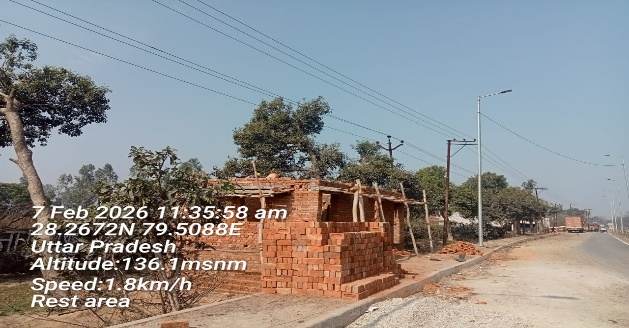 7 Feb 2026 11:35:58 am
28.2672N 79.5088E
Uttar Pradesh
Altitude:136.1msnm
Speed:1.8km/h
Rest area